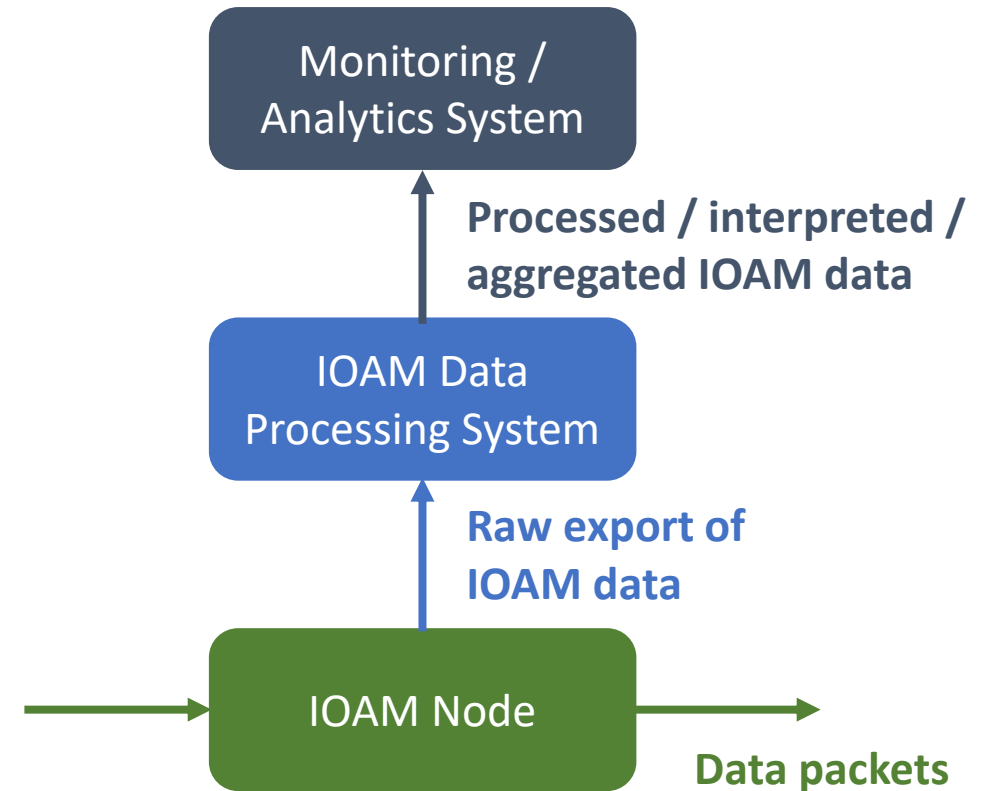 Monitoring /
Analytics System
Processed / interpreted /
aggregated IOAM data
IOAM Data
Processing System
Raw export of
IOAM data
IOAM Node
Data packets